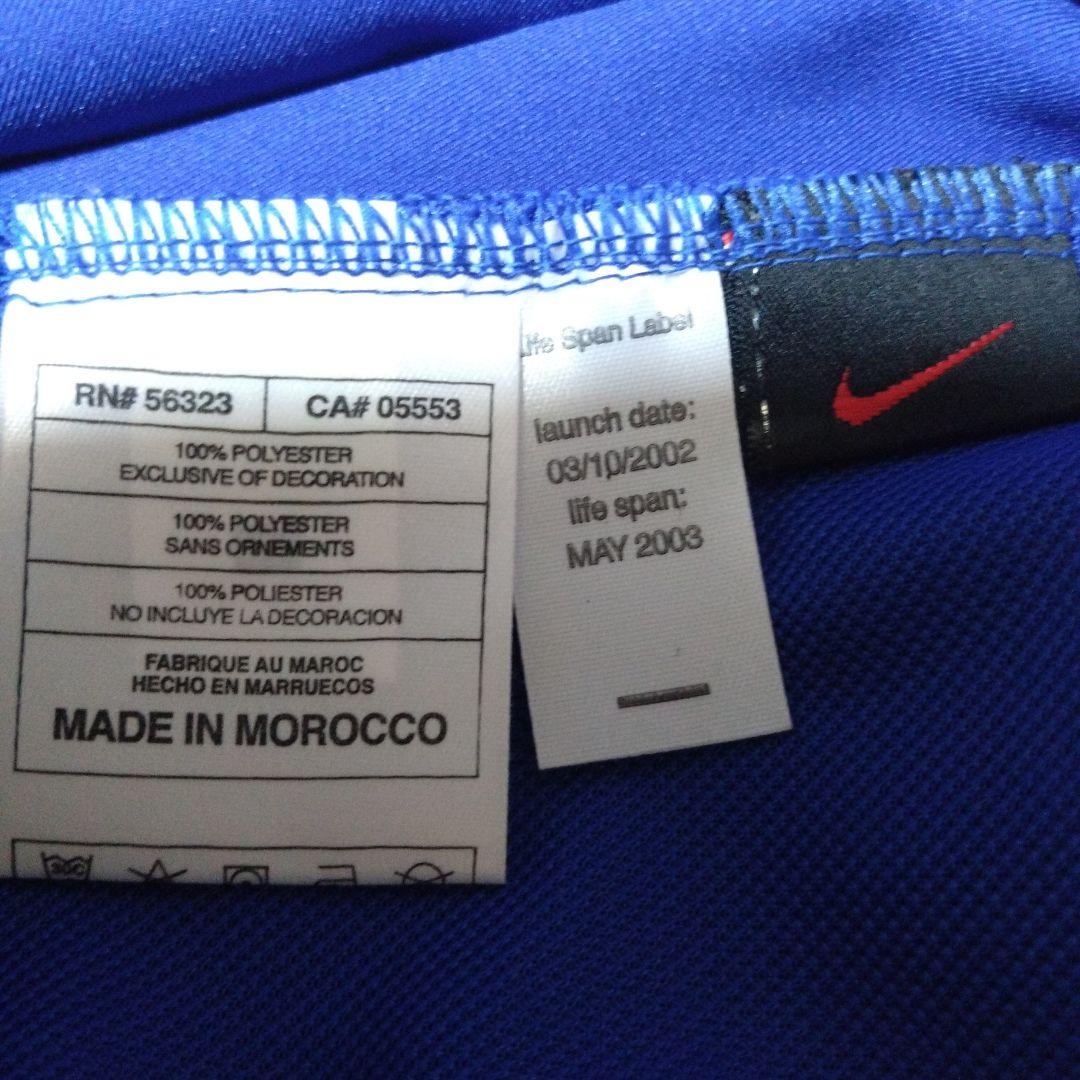 RN# 56323
CA# 05553
100% POLYESTER
EXCLUSIVE OF DECORATION
100% POLYESTER
SANS ORNEMENTS
100% POLIESTER
NO INCLUYE LA DECORACION
FABRIQUE AU MAROC
HECHO EN MARRUECOS
MADE IN MOROCCO
30C
life Span Label
launch date:
03/10/2002
life span:
MAY 2003